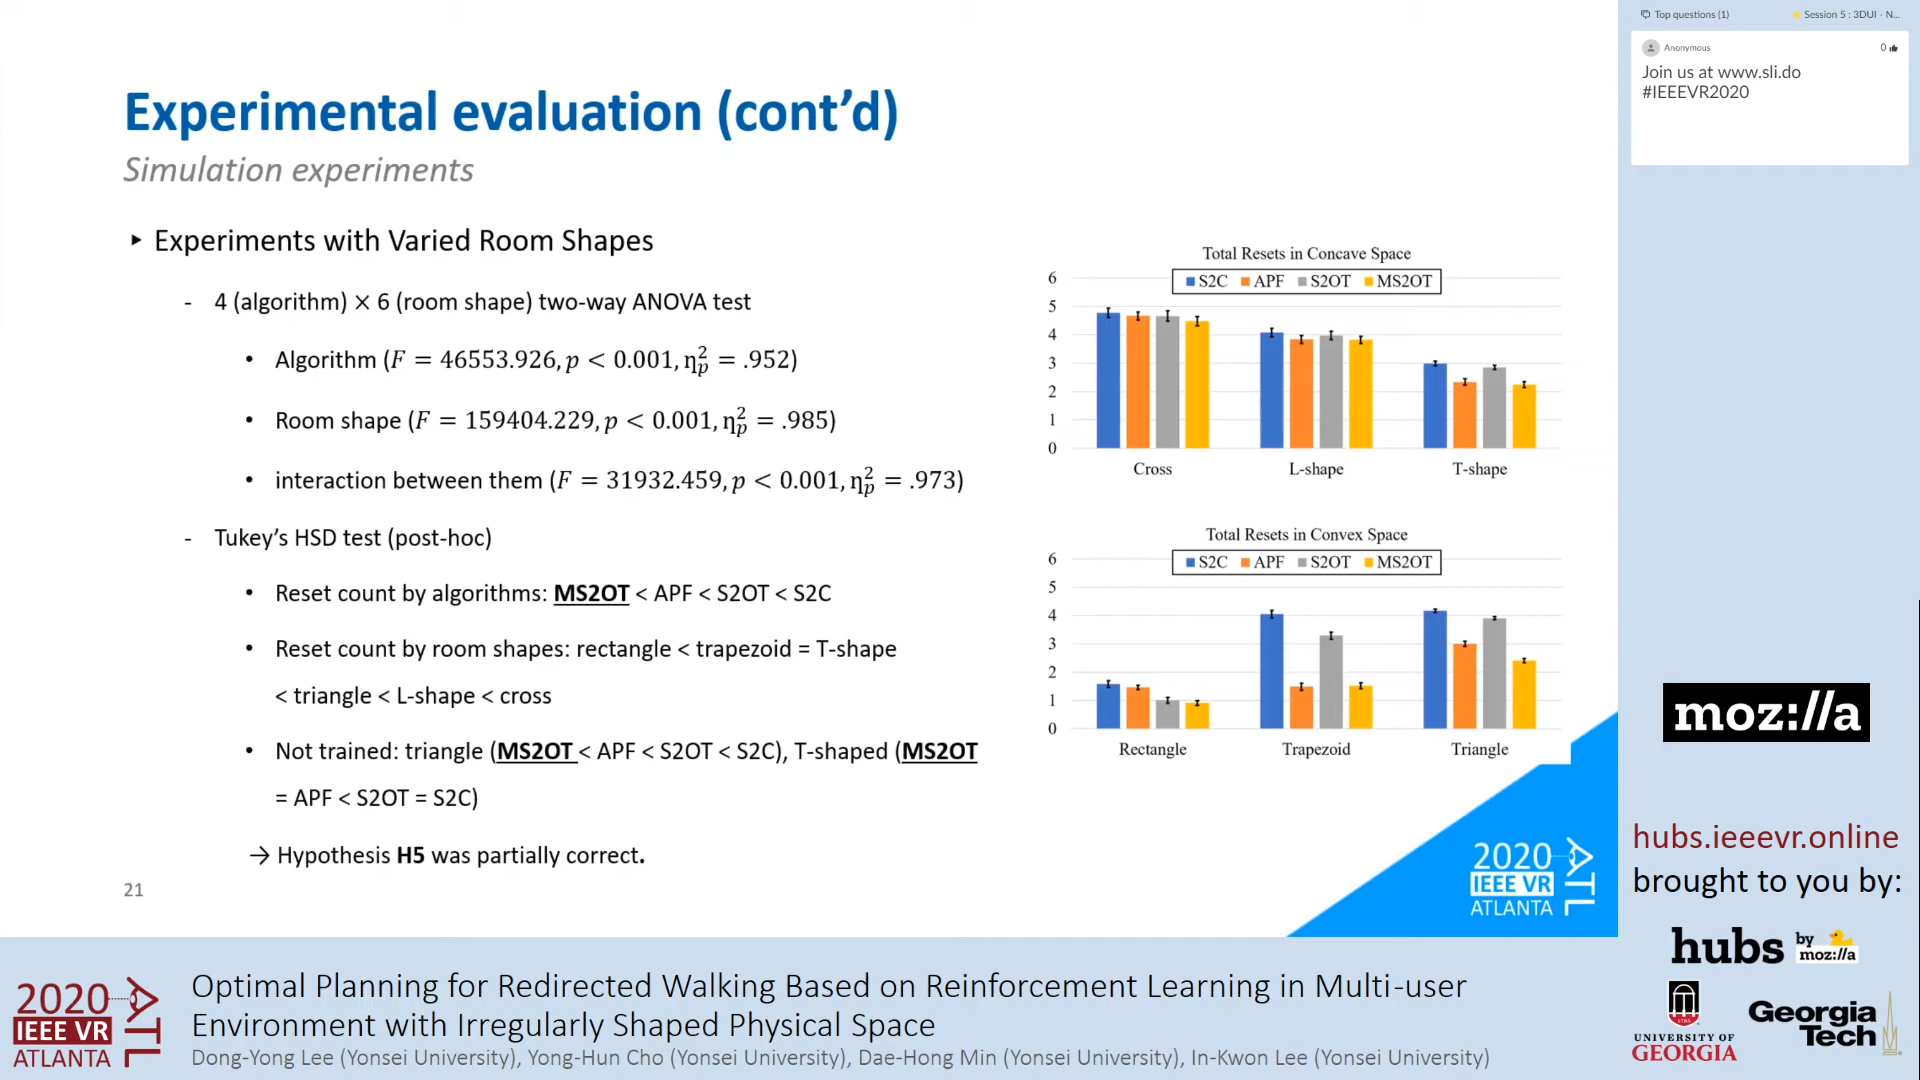 Experimental evaluation (cont’d)
Simulation experiments
▸ Experiments with Varied Room Shapes
- 4 (algorithm) × 6 (room shape) two-way ANOVA test
• Algorithm (F = 46553.926, p < 0.001, η²ₚ = .952)
• Room shape (F = 159404.229, p < 0.001, η²ₚ = .985)
• interaction between them (F = 31932.459, p < 0.001, η²ₚ = .973)
- Tukey’s HSD test (post-hoc)
• Reset count by algorithms: MS2OT < APF < S2OT < S2C
• Reset count by room shapes: rectangle < trapezoid = T-shape
< triangle < L-shape < cross
• Not trained: triangle (MS2OT < APF < S2OT < S2C), T-shaped (MS2OT
= APF < S2OT = S2C)
→ Hypothesis H5 was partially correct.
21
Total Resets in Concave Space
S2C APF S2OT MS2OT
6
5
4
3
2
1
0
Cross L-shape T-shape
Total Resets in Convex Space
S2C APF S2OT MS2OT
6
5
4
3
2
1
0
Rectangle Trapezoid Triangle
2020
IEEE VR
ATLANTA
ATL
Top questions (1)
Session 5 : 3DUI - N...
Anonymous
0
Join us at www.sli.do
#IEEEVR2020
moz://a
hubs.ieeevr.online
brought to you by:
hubs by moz://a
UNIVERSITY OF
GEORGIA
Georgia
Tech
2020
IEEE VR
ATLANTA
ATL
Optimal Planning for Redirected Walking Based on Reinforcement Learning in Multi-user
Environment with Irregularly Shaped Physical Space
Dong-Yong Lee (Yonsei University), Yong-Hun Cho (Yonsei University), Dae-Hong Min (Yonsei University), In-Kwon Lee (Yonsei University)